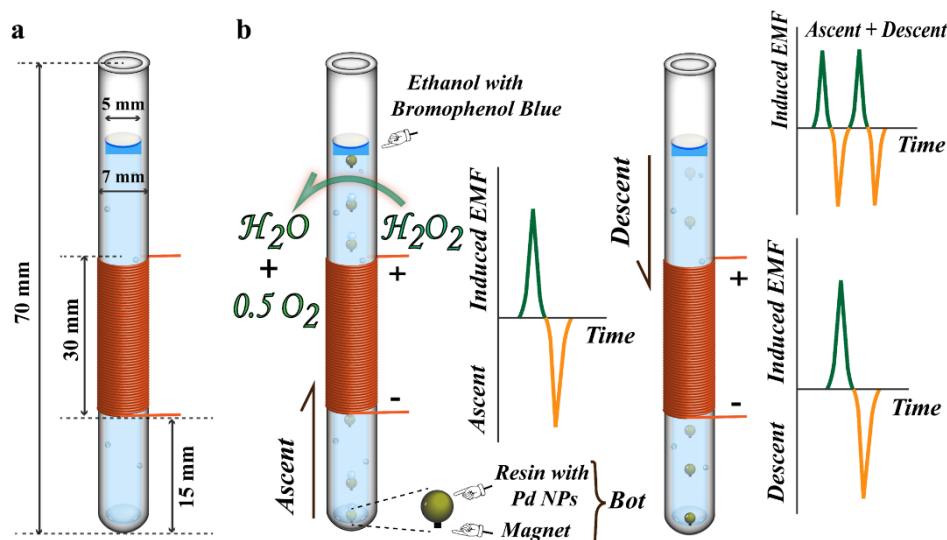 a
70 mm
5 mm
7 mm
30 mm
15 mm
b
Ethanol with
Bromophenol Blue
H2O
+
0.5 O2
H2O2
+
-
Ascent
Induced EMF
Time
Ascent
Resin with
Pd NPs
Magnet
Bot
Descent
+
-
Ascent + Descent
Induced EMF
Time
Induced EMF
Time
Descent